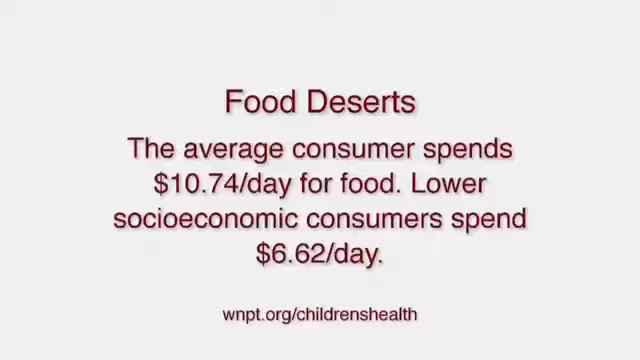 Food Deserts
The average consumer spends
$10.74/day for food. Lower
socioeconomic consumers spend
$6.62/day.
wnpt.org/childrenshealth